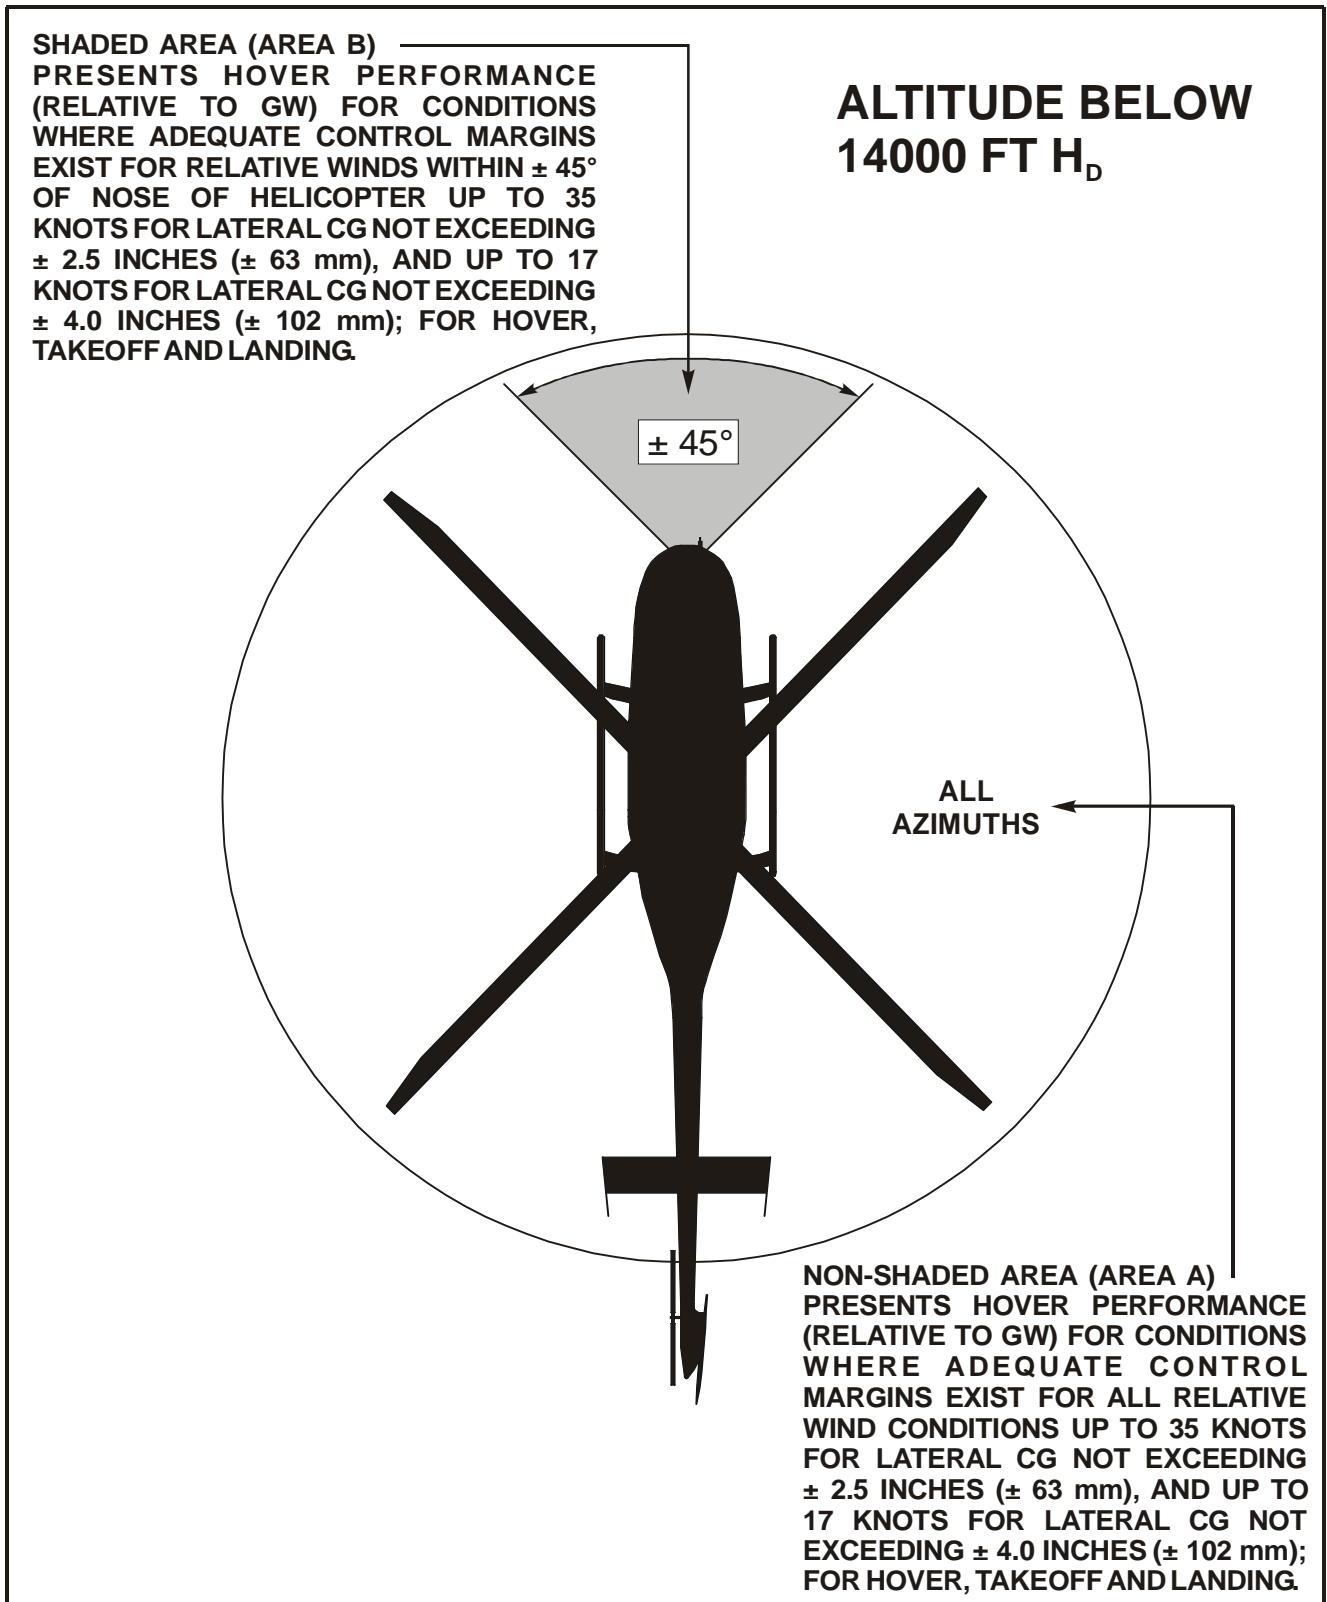 SHADED AREA (AREA B)
PRESENTS HOVER PERFORMANCE
(RELATIVE TO GW) FOR CONDITIONS
WHERE ADEQUATE CONTROL MARGINS
EXIST FOR RELATIVE WINDS WITHIN ± 45°
OF NOSE OF HELICOPTER UP TO 35
KNOTS FOR LATERAL CG NOT EXCEEDING
± 2.5 INCHES (± 63 mm), AND UP TO 17
KNOTS FOR LATERAL CG NOT EXCEEDING
± 4.0 INCHES (± 102 mm); FOR HOVER,
TAKEOFF AND LANDING.
ALTITUDE BELOW
14000 FT HD
± 45°
ALL
AZIMUTHS
NON-SHADED AREA (AREA A)
PRESENTS HOVER PERFORMANCE
(RELATIVE TO GW) FOR CONDITIONS
WHERE ADEQUATE CONTROL
MARGINS EXIST FOR ALL RELATIVE
WIND CONDITIONS UP TO 35 KNOTS
FOR LATERAL CG NOT EXCEEDING
± 2.5 INCHES (± 63 mm), AND UP TO
17 KNOTS FOR LATERAL CG NOT
EXCEEDING ± 4.0 INCHES (± 102 mm);
FOR HOVER, TAKEOFF AND LANDING.